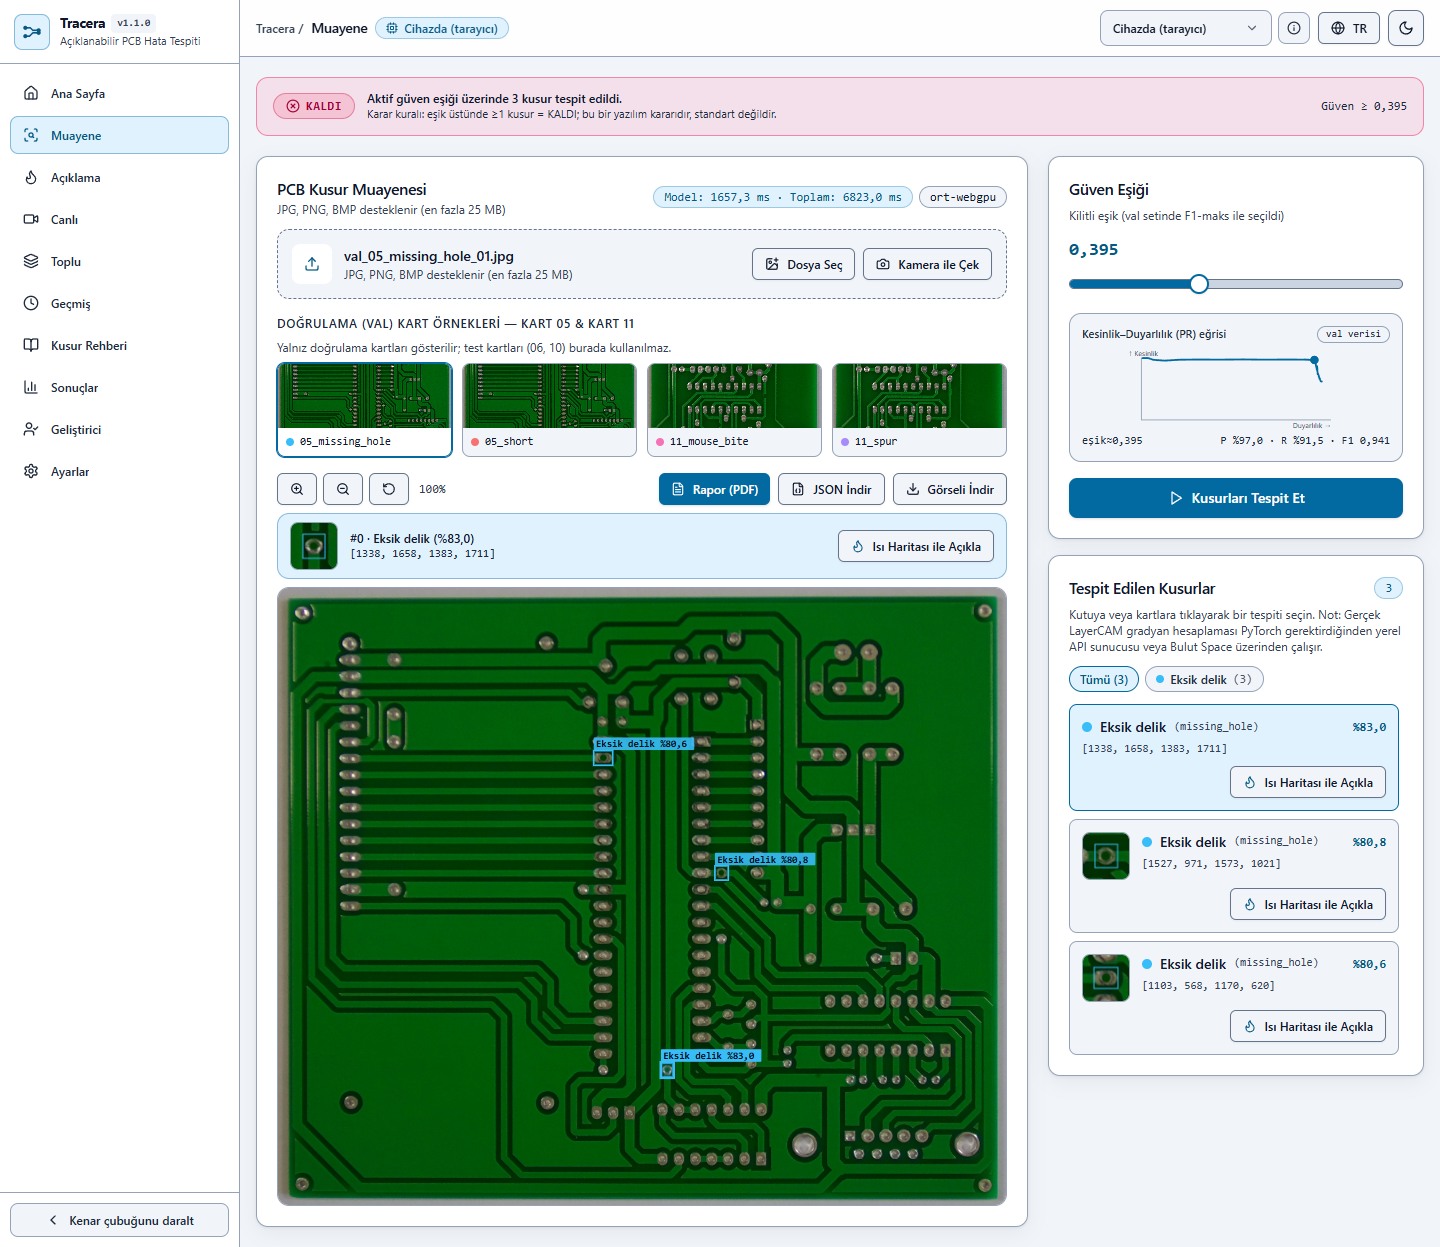 Tracera v1.1.0
Açıklanabilir PCB Hata Tespiti
Ana Sayfa
Muayene
Açıklama
Canlı
Toplu
Geçmiş
Kusur Rehberi
Sonuçlar
Geliştirici
Ayarlar
Kenar çubuğunu daralt
Tracera / Muayene Cihazda (tarayıcı)
Cihazda (tarayıcı)
TR
KALDI
Aktif güven eşiği üzerinde 3 kusur tespit edildi.
Karar kuralı: eşik üstünde ≥1 kusur = KALDI; bu bir yazılım kararıdır, standart değildir.
Güven ≥ 0,395
PCB Kusur Muayenesi
JPG, PNG, BMP desteklenir (en fazla 25 MB)
Model: 1657,3 ms · Toplam: 6823,0 ms
ort-webgpu
val_05_missing_hole_01.jpg
JPG, PNG, BMP desteklenir (en fazla 25 MB)
Dosya Seç
Kamera ile Çek
DOĞRULAMA (VAL) KART ÖRNEKLERİ — KART 05 & KART 11
Yalnız doğrulama kartları gösterilir; test kartları (06, 10) burada kullanılmaz.
05_missing_hole
05_short
11_mouse_bite
11_spur
100%
Rapor (PDF)
JSON İndir
Görseli İndir
#0 · Eksik delik (%83,0)
[1338, 1658, 1383, 1711]
Isı Haritası ile Açıkla
Eksik delik %80,6
Eksik delik %80,8
Eksik delik %83,0
Güven Eşiği
Kilitli eşik (val setinde F1-maks ile seçildi)
0,395
Kesinlik–Duyarlılık (PR) eğrisi
val verisi
↑ Kesinlik
Duyarlılık →
eşik≈0,395
P %97,0 · R %91,5 · F1 0,941
Kusurları Tespit Et
Tespit Edilen Kusurlar
3
Kutuya veya kartlara tıklayarak bir tespiti seçin. Not: Gerçek
LayerCAM gradyan hesaplaması PyTorch gerektirdiğinden yerel
API sunucusu veya Bulut Space üzerinden çalışır.
Tümü (3)
Eksik delik (3)
Eksik delik (missing_hole) %83,0
[1338, 1658, 1383, 1711]
Isı Haritası ile Açıkla
Eksik delik (missing_hole) %80,8
[1527, 971, 1573, 1021]
Isı Haritası ile Açıkla
Eksik delik (missing_hole) %80,6
[1103, 568, 1170, 620]
Isı Haritası ile Açıkla